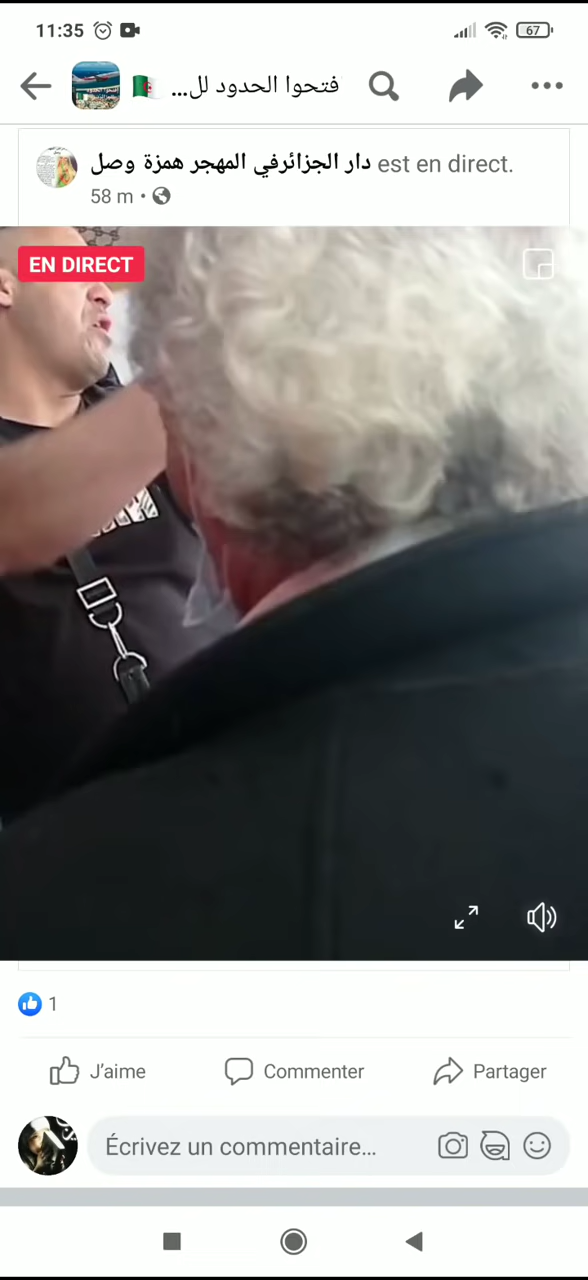 11:35
67
فتحوا الحدود لل...
دار الجزائرفي المهجر همزة وصل est en direct.
58 m
EN DIRECT
1
J'aime
Commenter
Partager
Écrivez un commentaire...